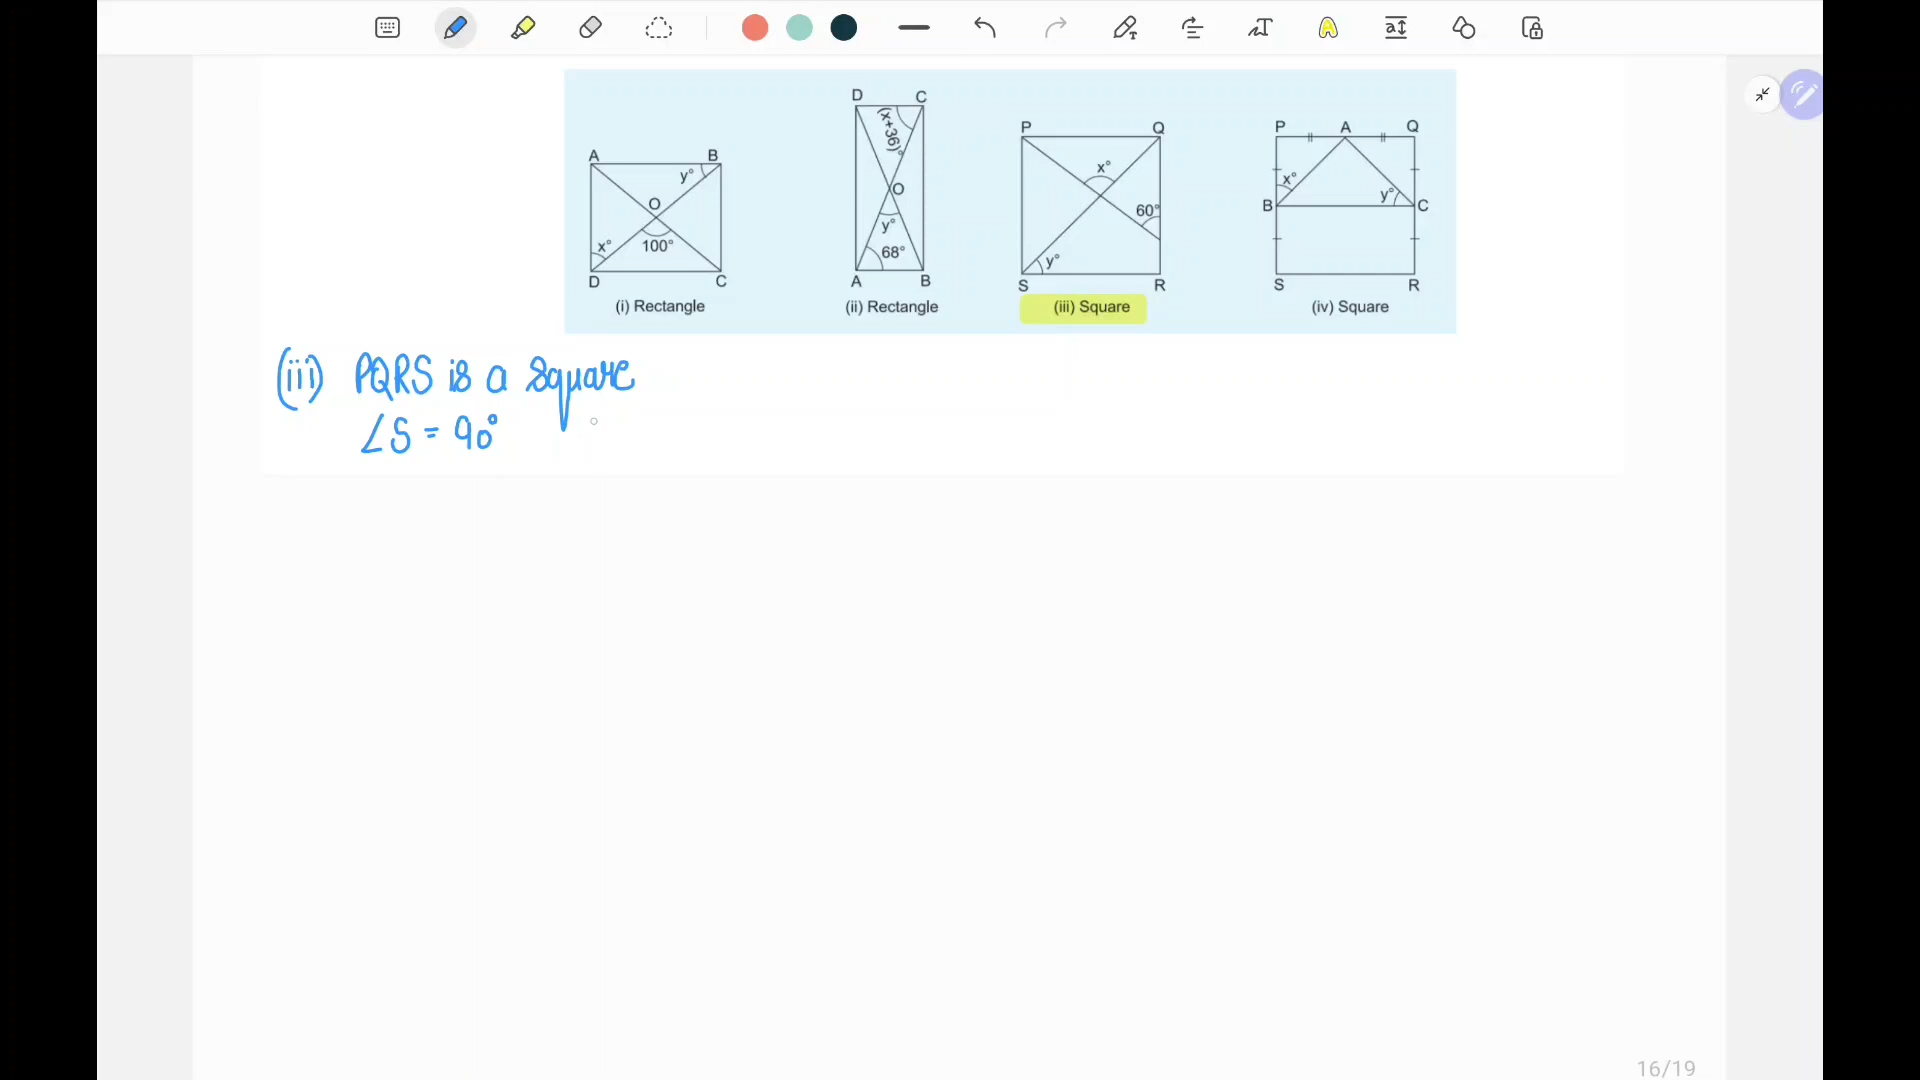 D C
P Q
P A Q
A B
(x+36)°
x°
y°
O
60°
x°
y°
B C
O
x°
100°
y°
68°
y°
D C
A B
S R
S R
(i) Rectangle
(ii) Rectangle
(iii) Square
(iv) Square
(iii) PQRS is a square
∠S = 90°
16/19